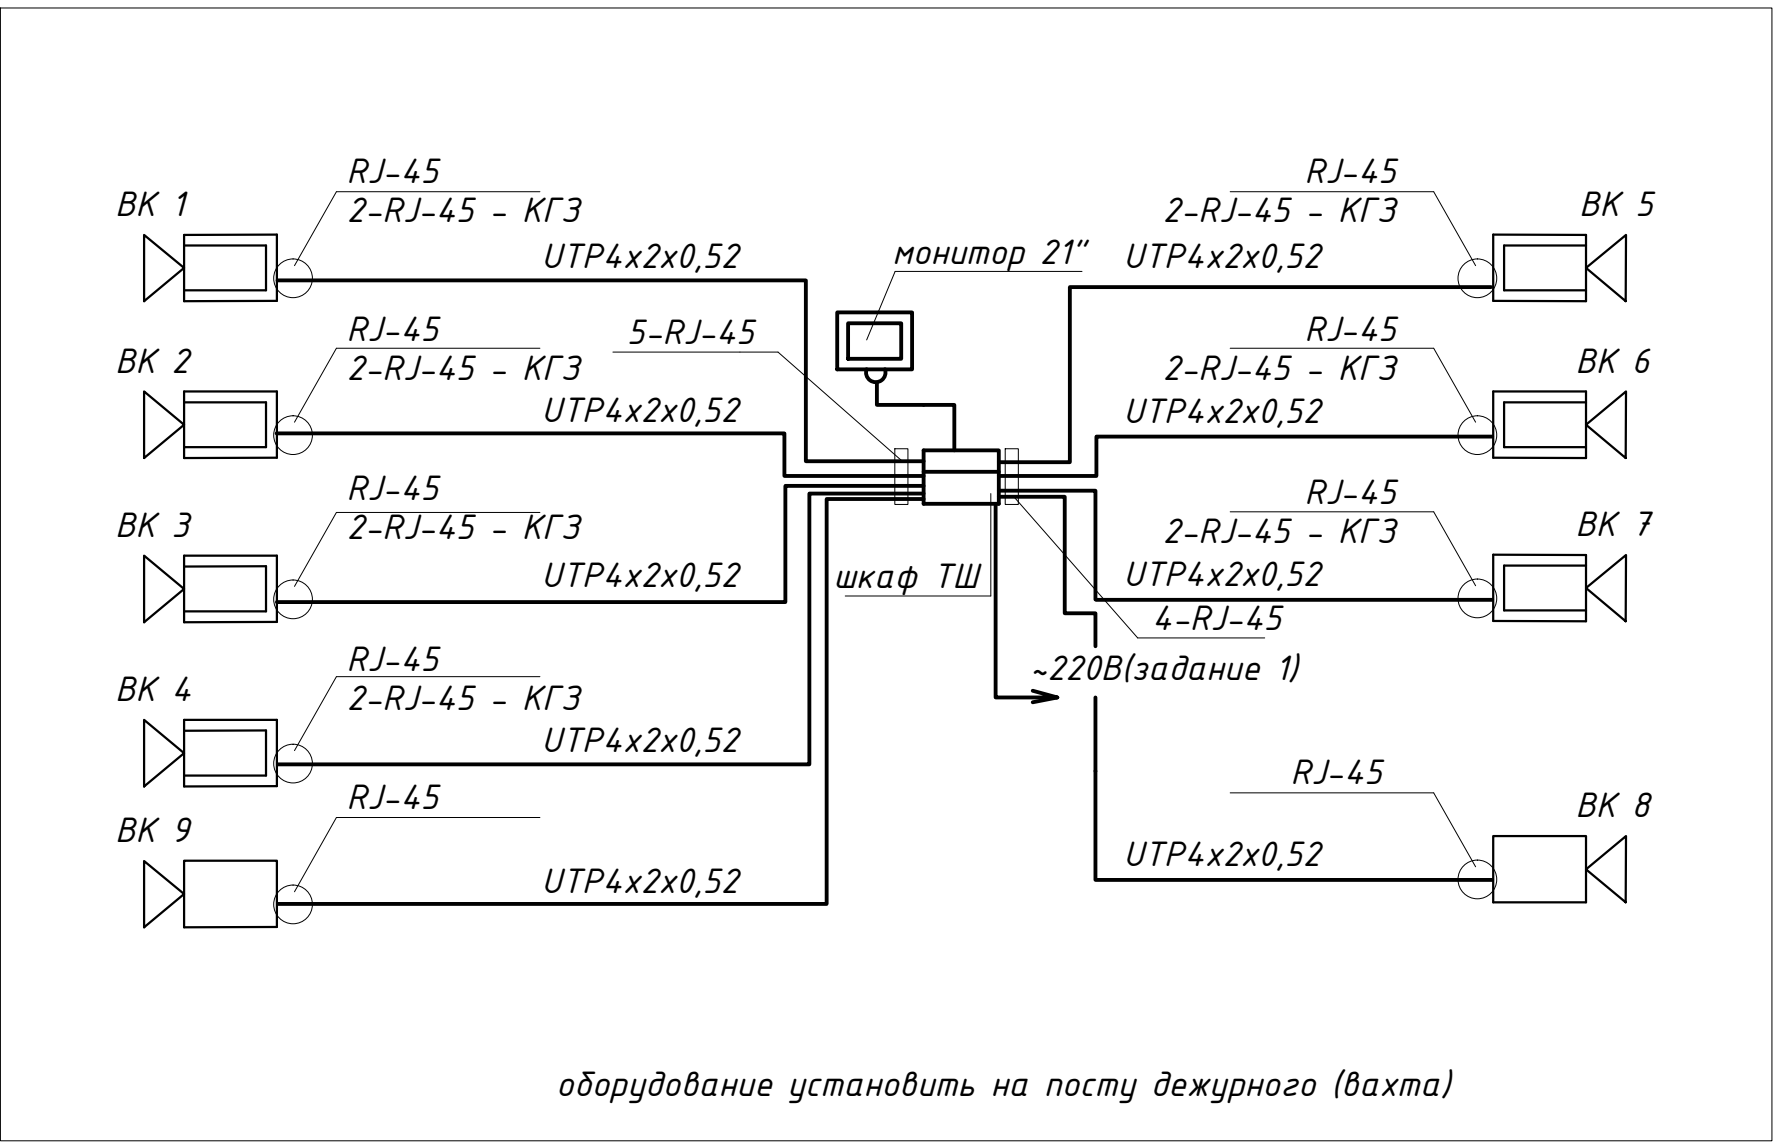 RJ-45
ВК 1
2-RJ-45 - КГЗ
UTP4x2x0,52
RJ-45
ВК 2
2-RJ-45 - КГЗ
UTP4x2x0,52
RJ-45
ВК 3
2-RJ-45 - КГЗ
UTP4x2x0,52
RJ-45
ВК 4
2-RJ-45 - КГЗ
UTP4x2x0,52
RJ-45
ВК 9
UTP4x2x0,52
монитор 21"
5-RJ-45
шкаф ТШ
4-RJ-45
~220В(задание 1)
RJ-45
ВК 5
2-RJ-45 - КГЗ
UTP4x2x0,52
RJ-45
ВК 6
2-RJ-45 - КГЗ
UTP4x2x0,52
RJ-45
ВК 7
2-RJ-45 - КГЗ
UTP4x2x0,52
RJ-45
ВК 8
UTP4x2x0,52
оборудование установить на посту дежурного (вахта)